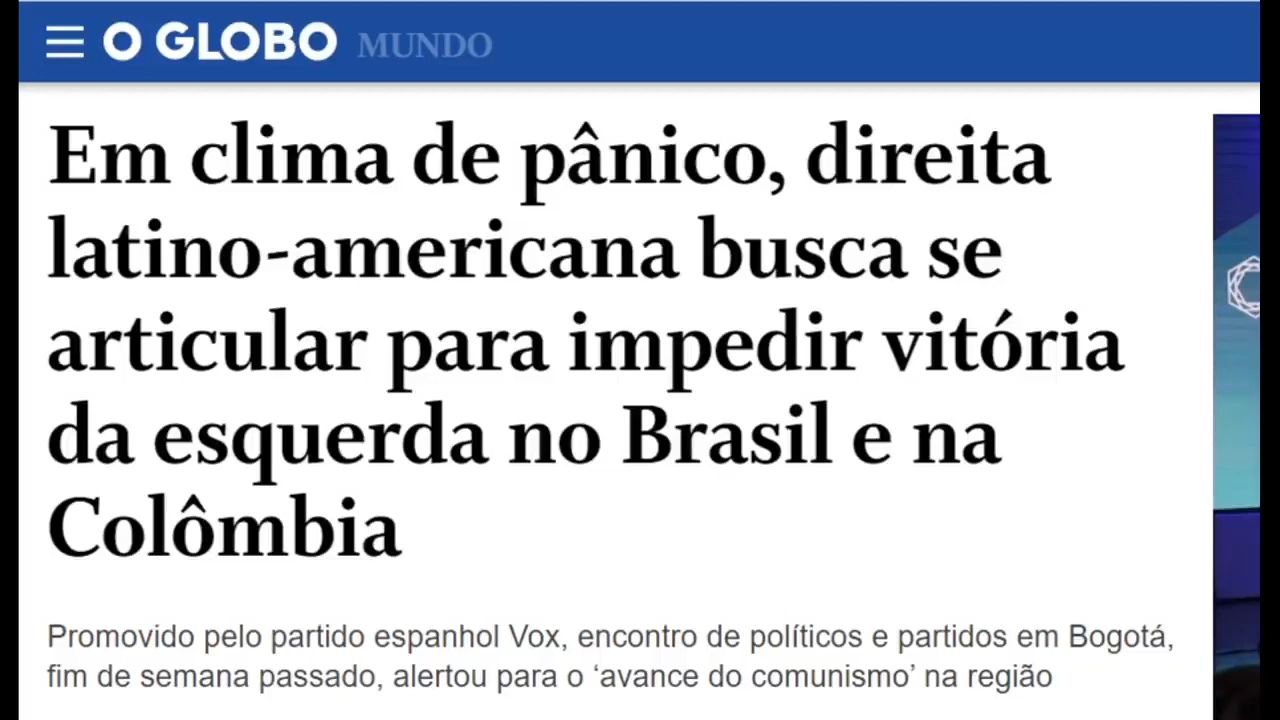 O GLOBO MUNDO
Em clima de pânico, direita
latino-americana busca se
articular para impedir vitória
da esquerda no Brasil e na
Colômbia
Promovido pelo partido espanhol Vox, encontro de políticos e partidos em Bogotá,
fim de semana passado, alertou para o ‘avance do comunismo’ na região